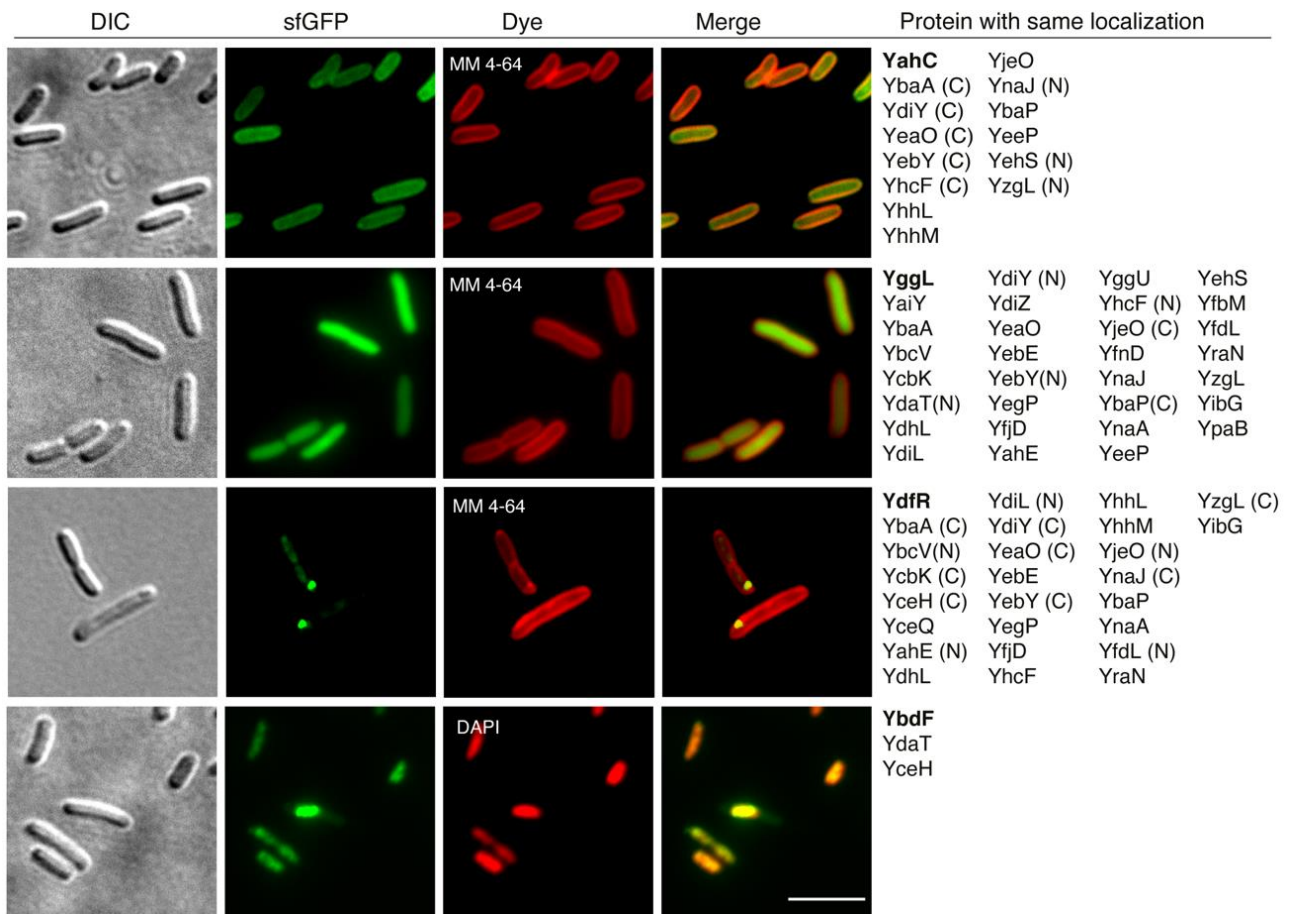 DIC sfGFP Dye Merge Protein with same localization
MM 4-64
YahC YjeO
YbaA (C) YnaJ (N)
YdiY (C) YbaP
YeaO (C) YeeP
YebY (C) YehS (N)
YhcF (C) YzgL (N)
YhhL
YhhM
MM 4-64
YggL YdiY (N) YggU YehS
YaiY YdiZ YhcF (N) YfbM
YbaA YeaO YjeO (C) YfdL
YbcV YebE YfnD YraN
YcbK YebY(N) YnaJ YzgL
YdaT(N) YegP YbaP(C) YibG
YdhL YfjD YnaA YpaB
YdiL YahE YeeP
MM 4-64
YdfR YdiL (N) YhhL YzgL (C)
YbaA (C) YdiY (C) YhhM YibG
YbcV(N) YeaO (C) YjeO (N)
YcbK (C) YebE YnaJ (C)
YceH (C) YebY (C) YbaP
YceQ YegP YnaA
YahE (N) YfjD YfdL (N)
YdhL YhcF YraN
DAPI
YbdF
YdaT
YceH